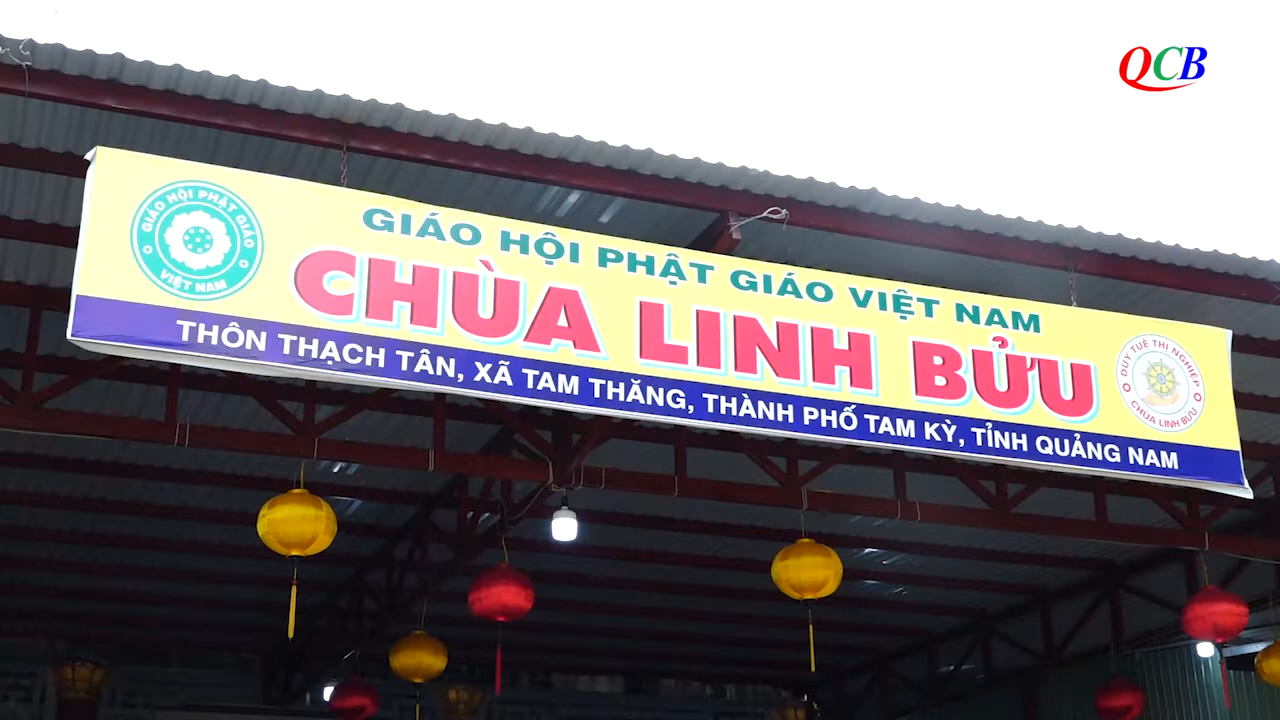 QCB
GIÁO HỘI PHẬT GIÁO VIỆT NAM
CHÙA LINH BỬU
THÔN THẠCH TÂN, XÃ TAM THĂNG, THÀNH PHỐ TAM KỲ, TỈNH QUẢNG NAM
GIÁO HỘI PHẬT GIÁO
VIỆT NAM
DUY TUỆ THỊ NGHIỆP
CHÙA LINH BỬU